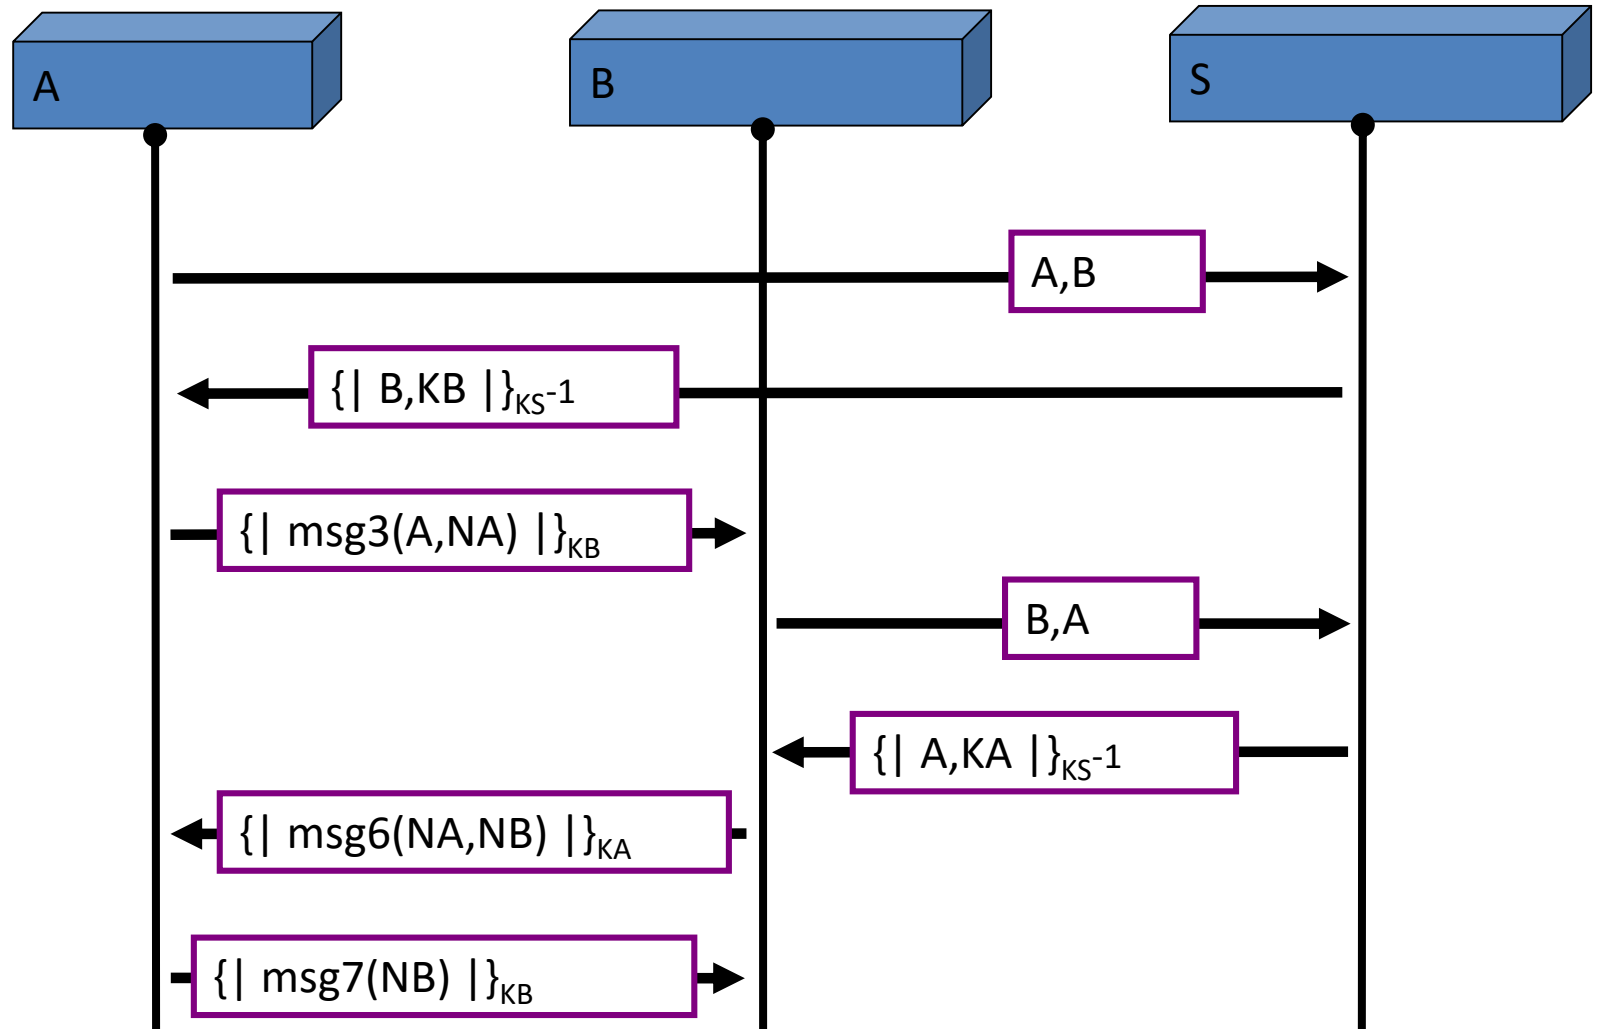 A
B
S
A,B
{| B,KB |}KS-1
{| msg3(A,NA) |}KB
B,A
{| A,KA |}KS-1
{| msg6(NA,NB) |}KA
{| msg7(NB) |}KB